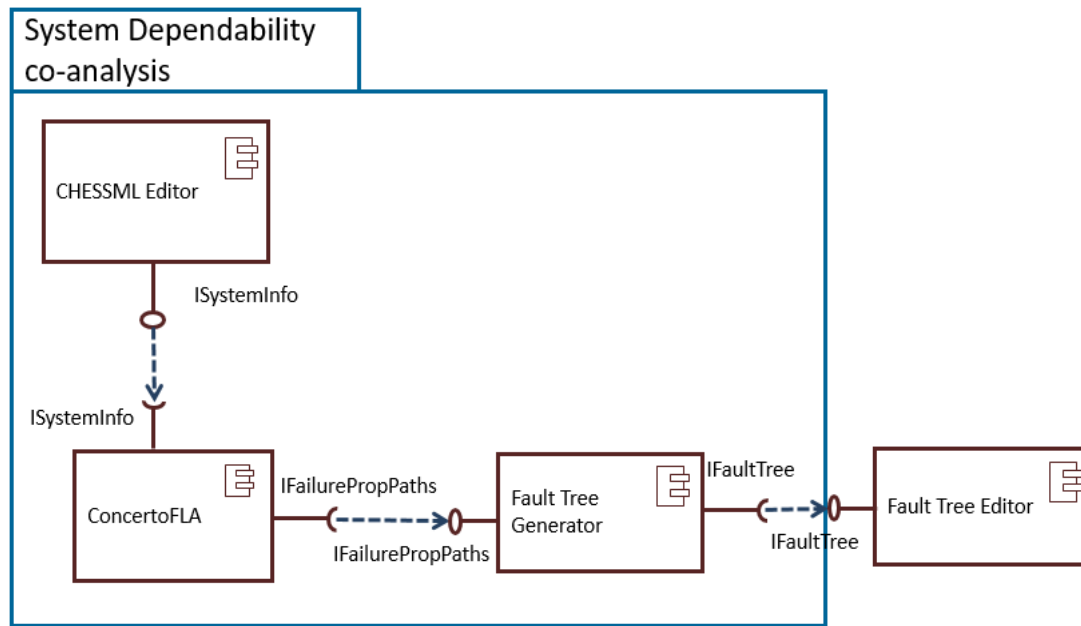 System Dependability
co-analysis
CHESSML Editor
ISystemInfo
ISystemInfo
ConcertoFLA
IFailurePropPaths
IFailurePropPaths
Fault Tree
Generator
IFaultTree
IFaultTree
Fault Tree Editor